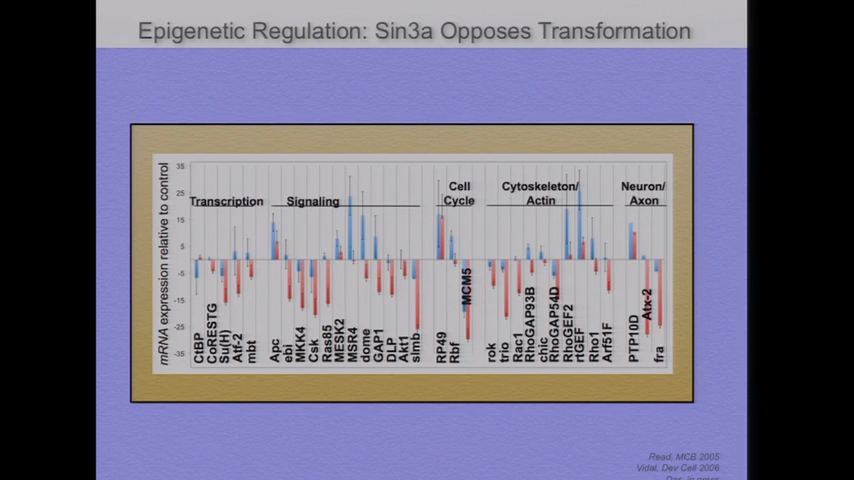 Epigenetic Regulation: Sin3a Opposes Transformation
mRNA expression relative to control
35
25
15
5
-5
-15
-25
-35
Transcription
Signaling
Cell
Cycle
Cytoskeleton/
Actin
Neuron/
Axon
CtBP
CoRESTG
Su(H)
Atf-2
mbt
Apc
ebi
MKK4
Csk
Ras85
MESK2
MSR4
dome
GAP1
DLP
Akt1
slmb
RP49
Rbf
MCM5
rok
trio
Rac1
RhoGAP93B
chic
RhoGAP54D
RhoGEF2
rtGEF
Rho1
Arf51F
PTP10D
Atx-2
fra
Read, MCB 2005
Vidal, Dev Cell 2006